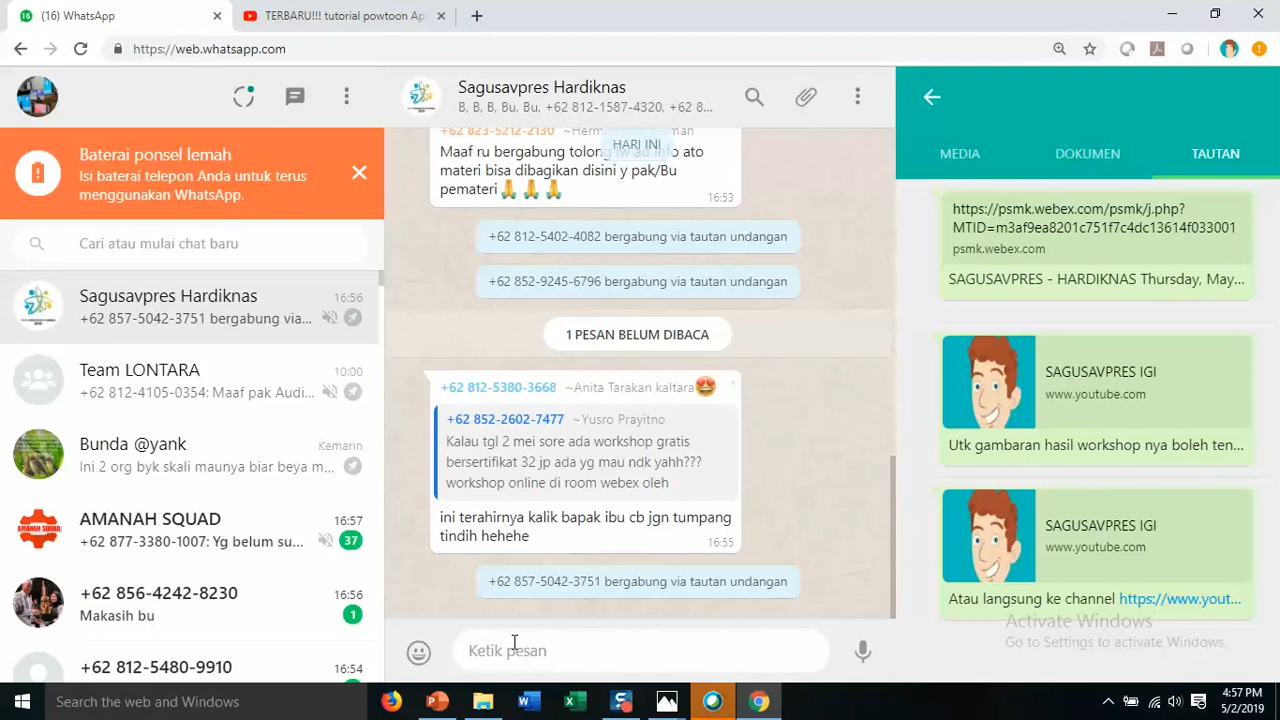 (16) WhatsApp
TERBARU!!! tutorial powtoon
https://web.whatsapp.com
Baterai ponsel lemah
Isi baterai telepon Anda untuk terus
menggunakan WhatsApp.
Cari atau mulai chat baru
Sagusavpres Hardiknas 16:56
+62 857-5042-3751 bergabung via...
Team LONTARA 10:00
+62 812-4105-0354: Maaf pak Audi...
Bunda @yank Kemarin
Ini 2 org byk skali maunya biar beya m...
AMANAH SQUAD 16:57
+62 877-3380-1007: Yg belum su... 37
+62 856-4242-8230 16:56
Makasih bu 1
+62 812-5480-9910 16:54
Sagusavpres Hardiknas
B, B, B, Bu, Bu, +62 812-1587-4320, +62 8...
HARI INI
+62 823-5212-2130
Maaf ru bergabung tolong ato
materi bisa dibagikan disini y pak/Bu
pemateri
16:53
+62 812-5402-4082 bergabung via tautan undangan
+62 852-9245-6796 bergabung via tautan undangan
1 PESAN BELUM DIBACA
+62 812-5380-3668 ~Anita Tarakan kaltara
+62 852-2602-7477 ~Yusro Prayitno
Kalau tgl 2 mei sore ada workshop gratis
bersertifikat 32 jp ada yg mau ndk yahh???
workshop online di room webex oleh
ini terahirnya kalik bapak ibu cb jgn tumpang
tindih hehehe
16:55
+62 857-5042-3751 bergabung via tautan undangan
Ketik pesan
MEDIA DOKUMEN TAUTAN
https://psmk.webex.com/psmk/j.php?
MTID=m3af9ea8201c751f7c4dc13614f033001
psmk.webex.com
SAGUSAVPRES - HARDIKNAS Thursday, May...
SAGUSAVPRES IGI
www.youtube.com
Utk gambaran hasil workshop nya boleh ten...
SAGUSAVPRES IGI
www.youtube.com
Atau langsung ke channel https://www.yout...
Activate Windows
Go to Settings to activate Windows.
Search the web and Windows
4:57 PM
5/2/2019